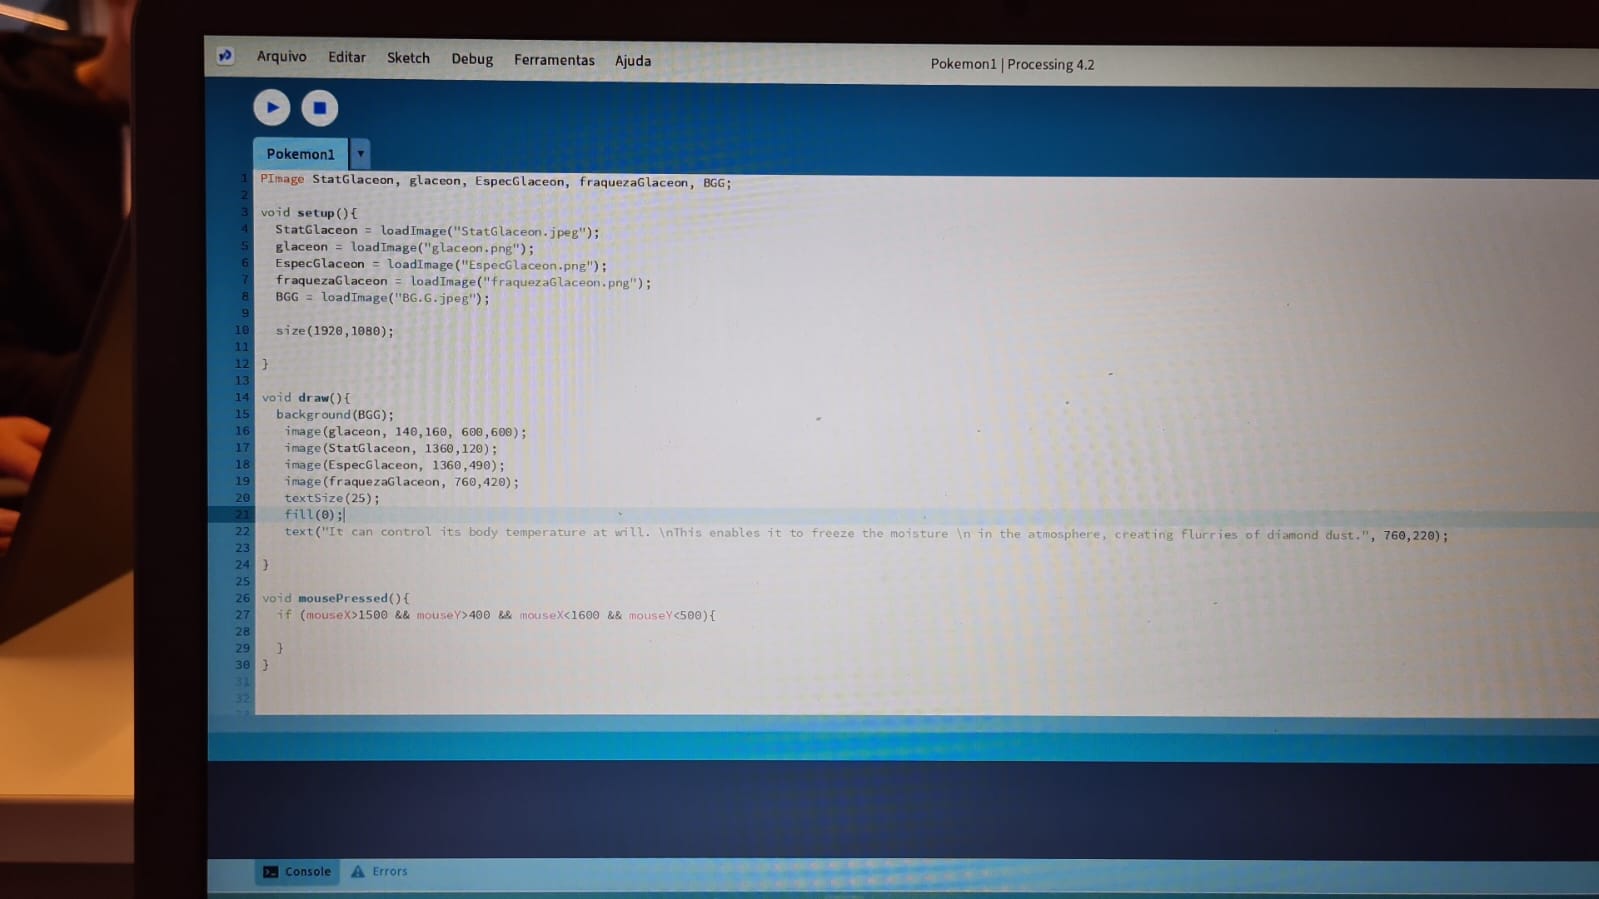 Arquivo Editar Sketch Debug Ferramentas Ajuda
Pokemon1 | Processing 4.2
Pokemon1
1 PImage StatGlaceon, glaceon, EspecGlaceon, fraquezaGlaceon, BGG;
2
3 void setup(){
4 StatGlaceon = loadImage("StatGlaceon.jpeg");
5 glaceon = loadImage("glaceon.png");
6 EspecGlaceon = loadImage("EspecGlaceon.png");
7 fraquezaGlaceon = loadImage("fraquezaGlaceon.png");
8 BGG = loadImage("BG.G.jpeg");
9
10 size(1920,1080);
11
12 }
13
14 void draw(){
15 background(BGG);
16 image(glaceon, 140,160, 600,600);
17 image(StatGlaceon, 1360,120);
18 image(EspecGlaceon, 1360,490);
19 image(fraquezaGlaceon, 760,420);
20 textSize(25);
21 fill(0);
22 text("It can control its body temperature at will. \nThis enables it to freeze the moisture \n in the atmosphere, creating flurries of diamond dust.", 760,220);
23
24 }
25
26 void mousePressed(){
27 if (mouseX>1500 && mouseY>400 && mouseX<1600 && mouseY<500){
28
29 }
30 }
31
32
Console Errors